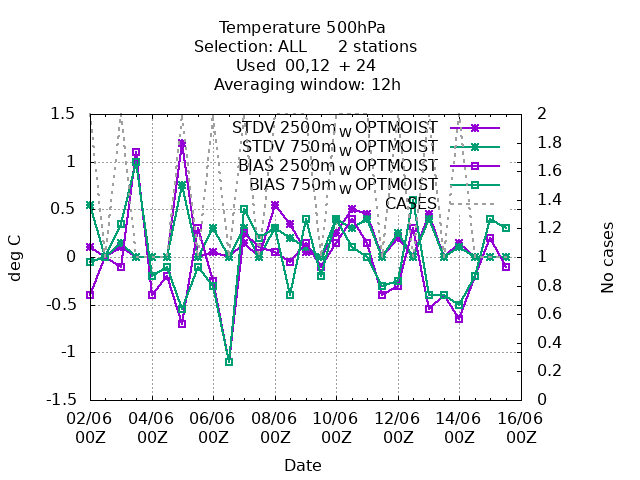 Temperature 500hPa
Selection: ALL 2 stations
Used 00,12 + 24
Averaging window: 12h
STDV 2500m_W OPTMOIST
STDV 750m_W OPTMOIST
BIAS 2500m_W OPTMOIST
BIAS 750m_W OPTMOIST
CASES
deg C
1.5
1
0.5
0
-0.5
-1
-1.5
No cases
2
1.8
1.6
1.4
1.2
1
0.8
0.6
0.4
0.2
0
02/06 04/06 06/06 08/06 10/06 12/06 14/06 16/06
00Z 00Z 00Z 00Z 00Z 00Z 00Z 00Z
Date